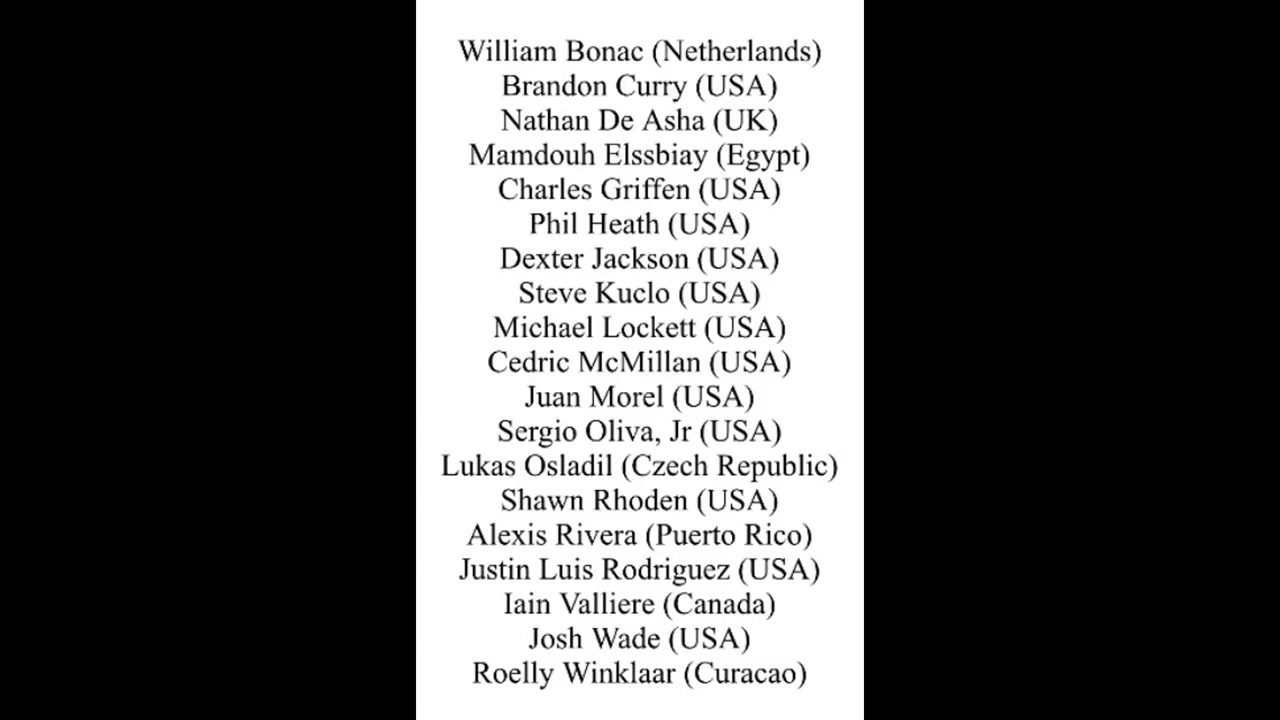 William Bonac (Netherlands)
Brandon Curry (USA)
Nathan De Asha (UK)
Mamdouh Elssbiay (Egypt)
Charles Griffen (USA)
Phil Heath (USA)
Dexter Jackson (USA)
Steve Kuclo (USA)
Michael Lockett (USA)
Cedric McMillan (USA)
Juan Morel (USA)
Sergio Oliva, Jr (USA)
Lukas Osladil (Czech Republic)
Shawn Rhoden (USA)
Alexis Rivera (Puerto Rico)
Justin Luis Rodriguez (USA)
Iain Valliere (Canada)
Josh Wade (USA)
Roelly Winklaar (Curacao)